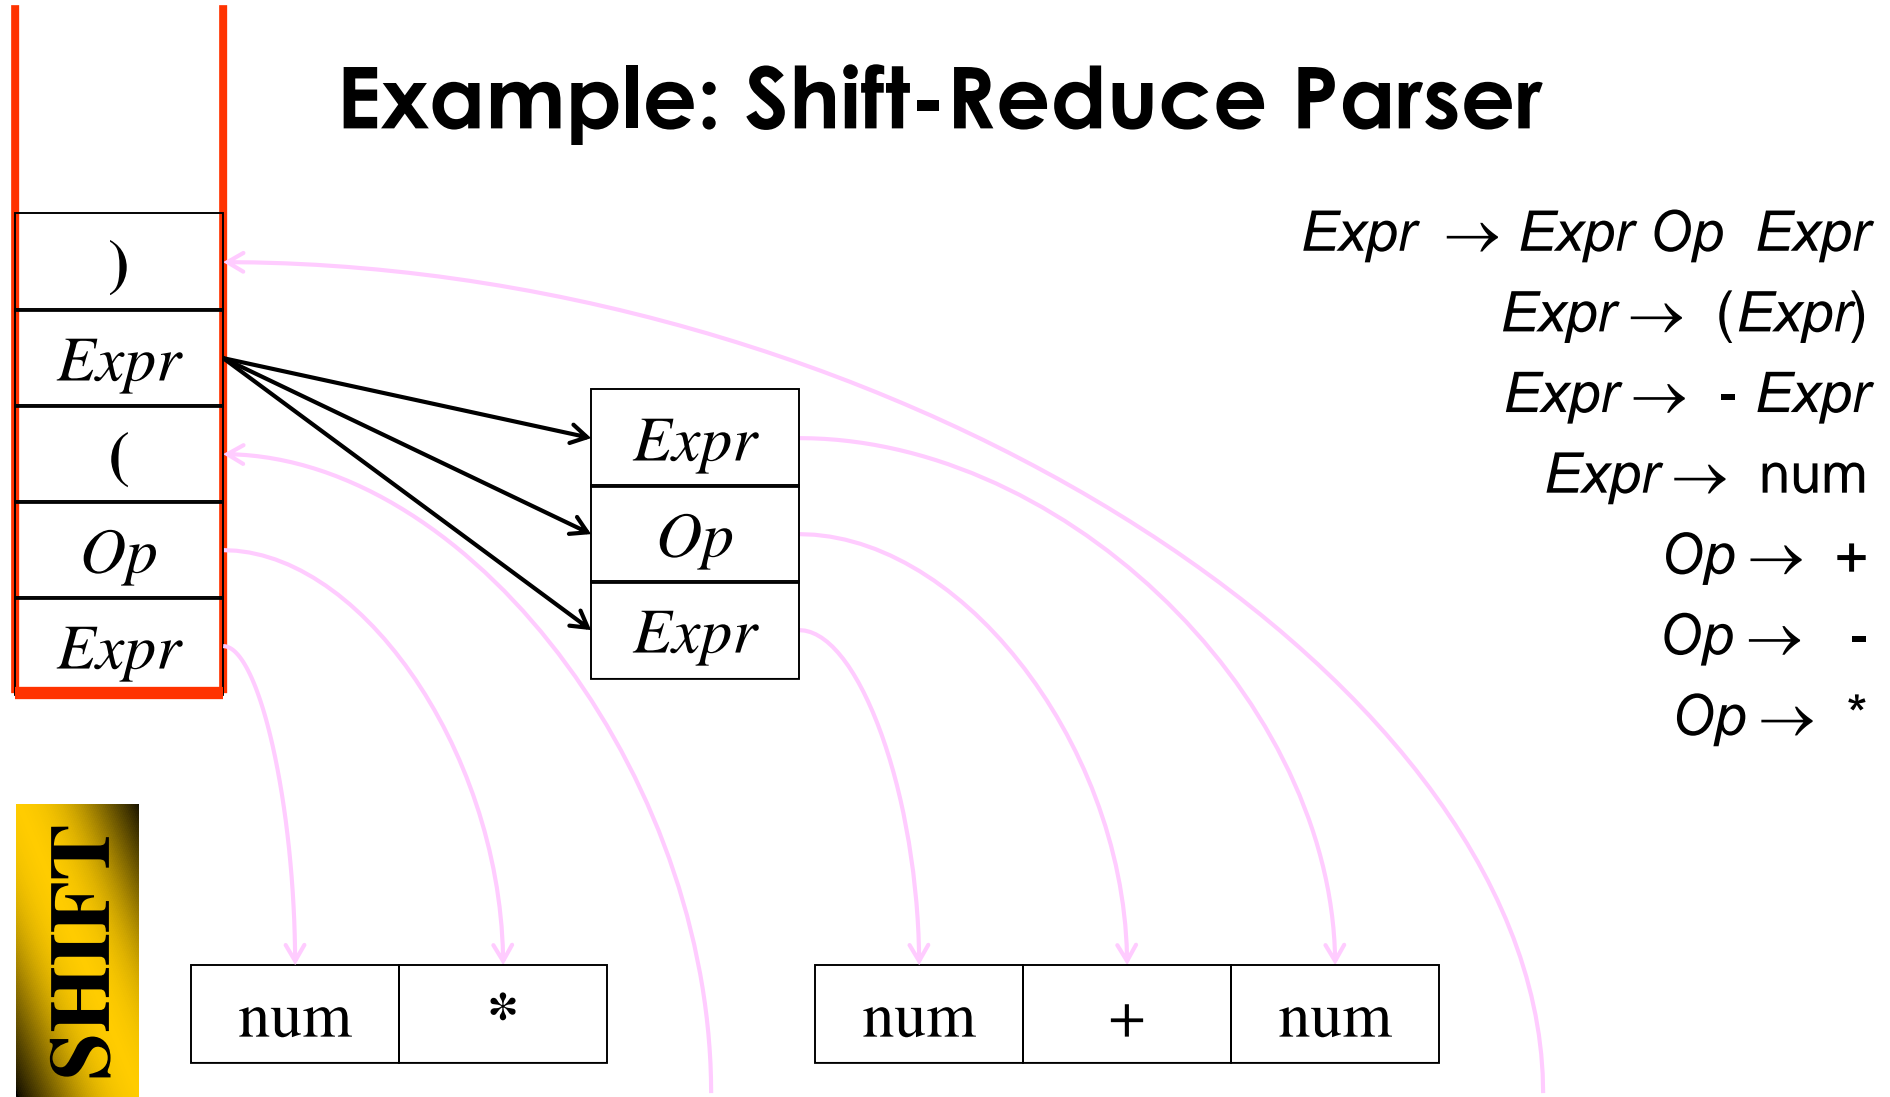 Example: Shift-Reduce Parser
)
Expr
(
Op
Expr
Expr
Op
Expr
Expr → Expr Op Expr
Expr → (Expr)
Expr → - Expr
Expr → num
Op → +
Op → -
Op → *
SHIFT
num * num + num